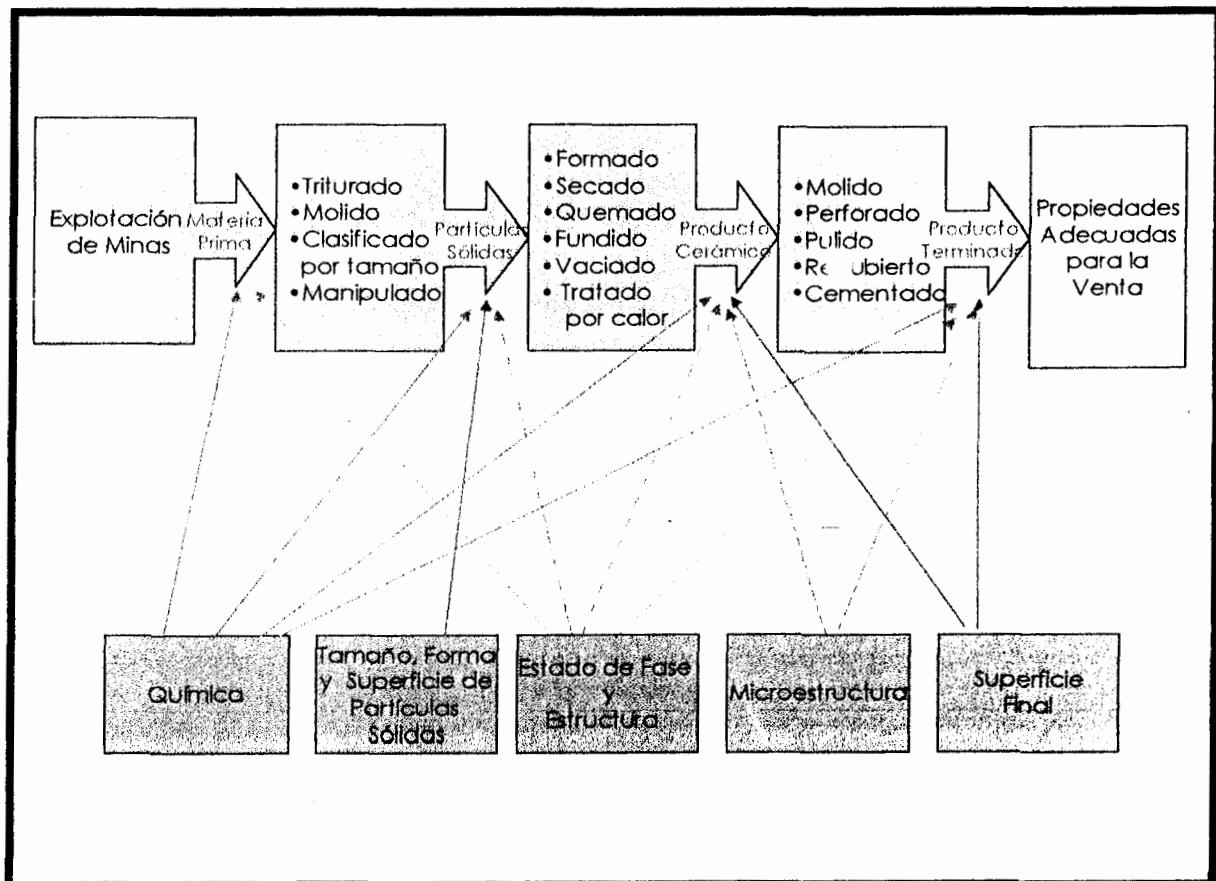 Explotación
de Minas
Materia
Prima
• Triturado
• Molido
• Clasificado
por tamaño
• Manipulado
Partículas
Sólidas
• Formado
• Secado
• Quemado
• Fundido
• Vaciado
• Tratado
por calor
Producto
Cerámico
• Molido
• Perforado
• Pulido
• Re ubierto
• Cementado
Producto
Terminado
Propiedades
Adecuadas
para la
Venta
Química
Tamaño, Forma
y Superficie de
Partículas
Sólidas
Estado de Fase
y
Estructura
Microestructura
Superficie
Final